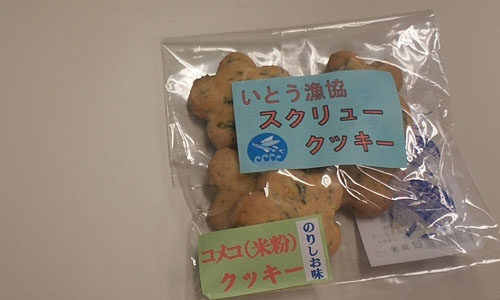 いとう漁協
スクリュー
クッキー
コメコ(米粉)
クッキー
のりしお味